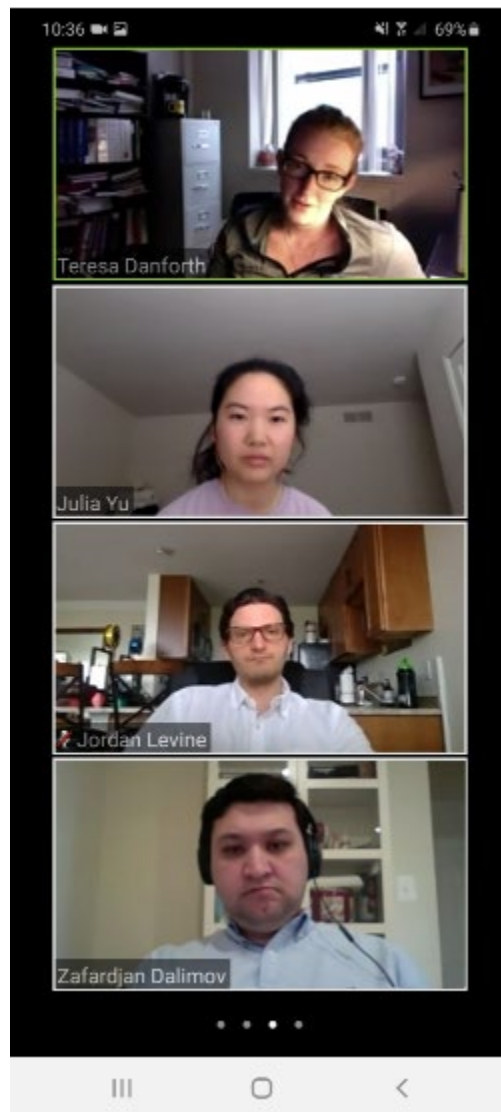 10:36 69%
Teresa Danforth
Julia Yu
Jordan Levine
Zafardjan Dalimov